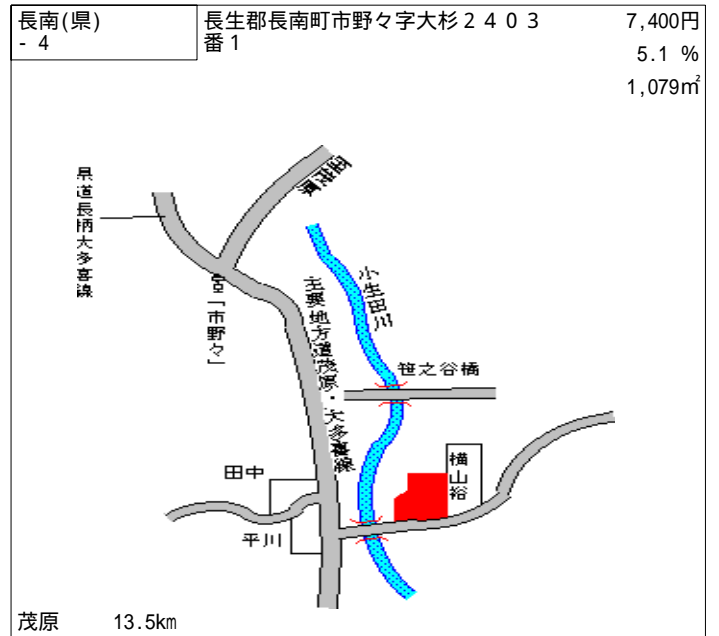 長南(県)
- 4
長生郡長南町市野々字大杉２４０３
番１
7,400円
5.1 %
1,079㎡
県道長柄大多喜線
「市野々」
主要地方道茂原・大多喜線
小生田川
笹之谷橋
横山裕
田中
平川
茂原 13.5km